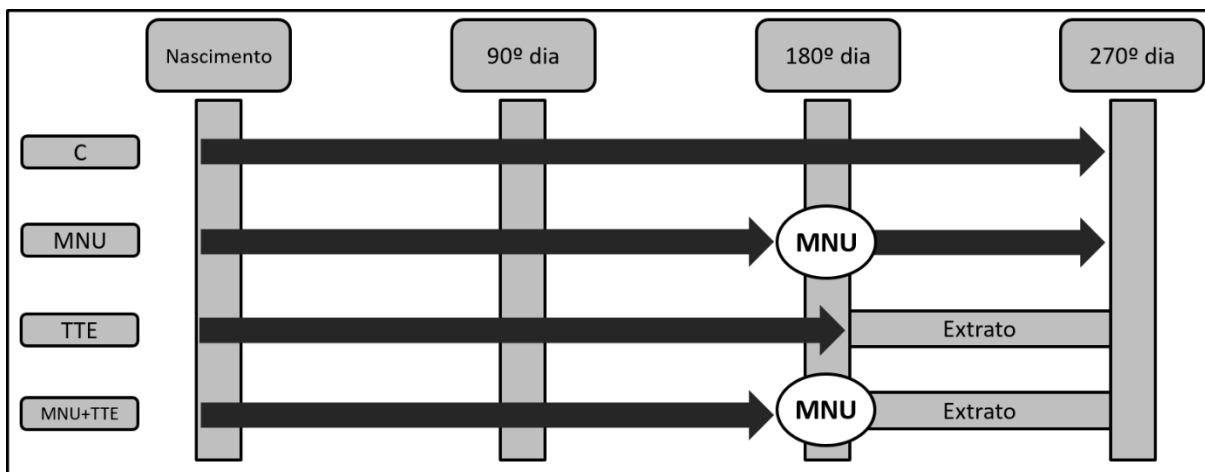 Nascimento
90º dia
180º dia
270º dia
C
MNU
MNU
TTE
Extrato
MNU+TTE
MNU
Extrato